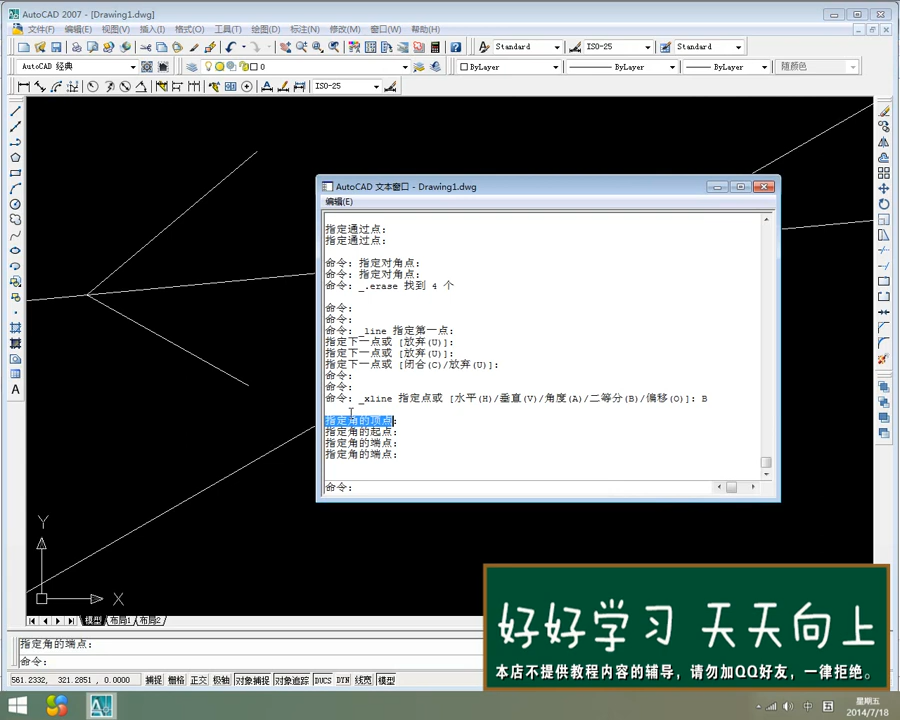 AutoCAD 2007 - [Drawing1.dwg]
文件(F) 编辑(E) 视图(V) 插入(I) 格式(O) 工具(T) 绘图(D) 标注(N) 修改(M) 窗口(W) 帮助(H)
Standard ISO-25 Standard
AutoCAD 经典 0 ByLayer ByLayer ByLayer 随颜色
ISO-25
AutoCAD 文本窗口 - Drawing1.dwg
编辑(E)
指定通过点:
指定通过点:
命令: 指定对角点:
命令: 指定对角点:
命令: _.erase 找到 4 个
命令:
命令:
命令: _line 指定第一点:
指定下一点或 [放弃(U)]:
指定下一点或 [放弃(U)]:
指定下一点或 [闭合(C)/放弃(U)]:
命令:
命令:
命令: _xline 指定点或 [水平(H)/垂直(V)/角度(A)/二等分(B)/偏移(O)]: B
指定角的顶点:
指定角的起点:
指定角的端点:
指定角的端点:
命令:
A
Y
X
模型 布局1 布局2
指定角的端点:
命令:
561.2332, 321.2851, 0.0000 捕捉 栅格 正交 极轴 对象捕捉 对象追踪 DUCS DYN 线宽 模型
好好学习 天天向上
本店不提供教程内容的辅导，请勿加QQ好友，一律拒绝。
中 五
星期五
2014/7/18